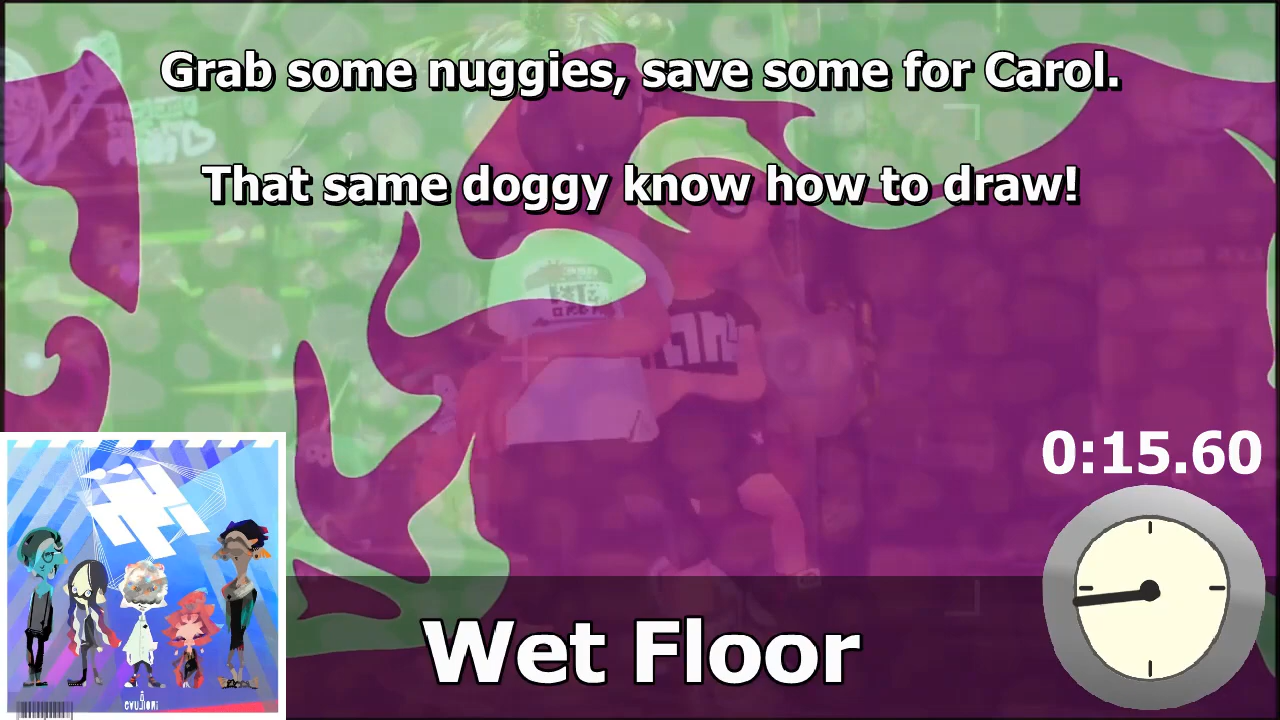 Grab some nuggies, save some for Carol.
That same doggy know how to draw!
0:15.60
Wet Floor